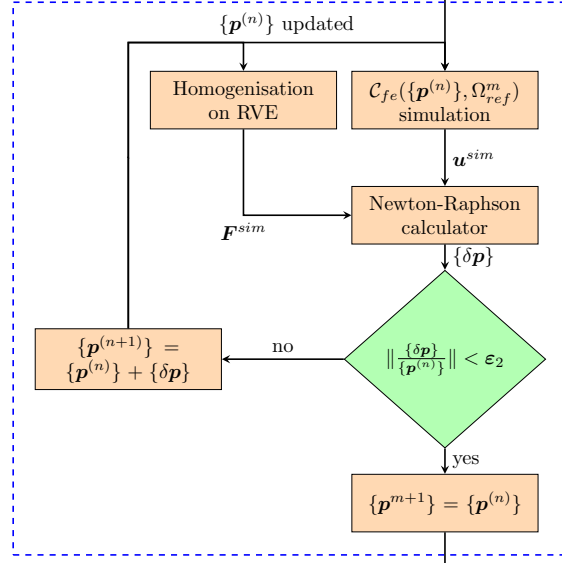 {p^(n)} updated
Homogenisation
on RVE
C_fe({p^(n)}, Ω^m_ref)
simulation
u^sim
Newton-Raphson
calculator
F^sim
{δp}
{p^(n+1)} =
{p^(n)} + {δp}
no
‖{δp}/{p^(n)}‖ < ε₂
yes
{p^m+1} = {p^(n)}